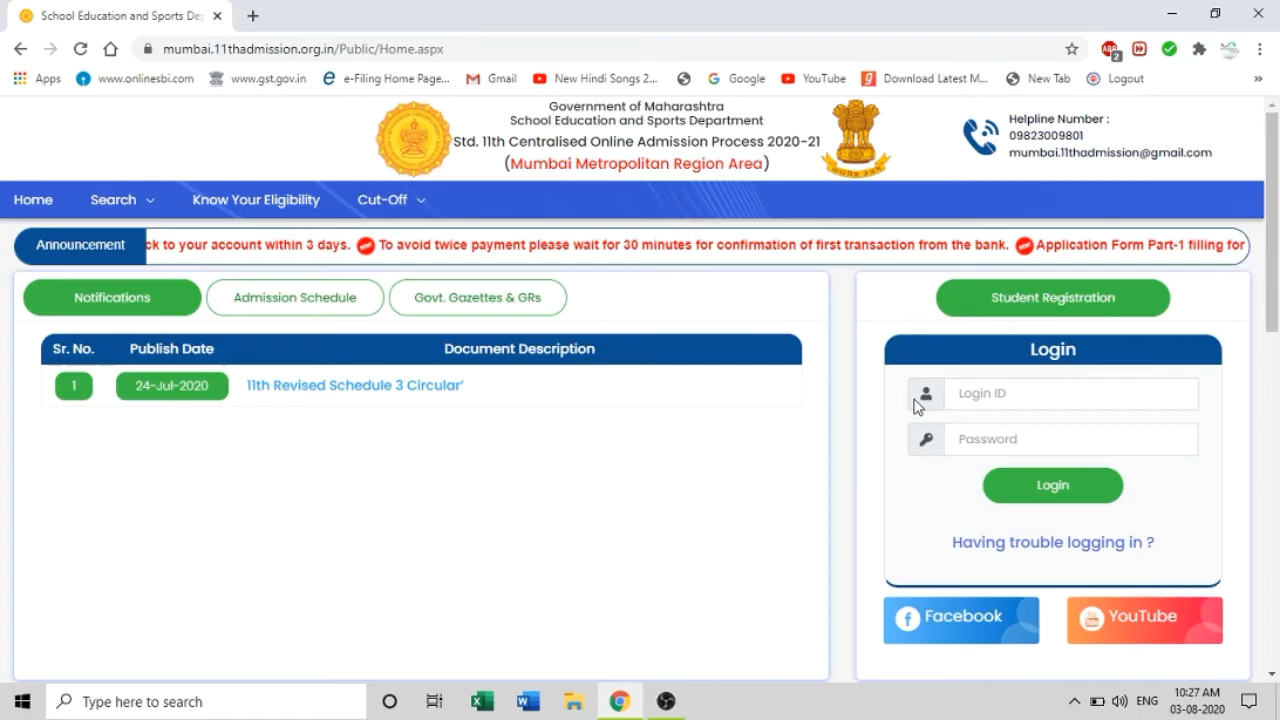 School Education and Sports De
mumbai.11thadmission.org.in/Public/Home.aspx
ABP
2
Apps
www.onlinesbi.com
www.gst.gov.in
e-Filing Home Page...
Gmail
New Hindi Songs 2...
Google
YouTube
Download Latest M...
New Tab
Logout
»
Government of Maharashtra
School Education and Sports Department
Std. 11th Centralised Online Admission Process 2020-21
(Mumbai Metropolitan Region Area)
Helpline Number :
09823009801
mumbai.11thadmission@gmail.com
Home
Search
Know Your Eligibility
Cut-Off
Announcement
ck to your account within 3 days.
To avoid twice payment please wait for 30 minutes for confirmation of first transaction from the bank.
Application Form Part-1 filling for
Notifications
Admission Schedule
Govt. Gazettes & GRs
Student Registration
Sr. No.
Publish Date
Document Description
1
24-Jul-2020
11th Revised Schedule 3 Circular'
Login
Login ID
Password
Login
Having trouble logging in ?
Facebook
YouTube
Type here to search
ENG
10:27 AM
03-08-2020